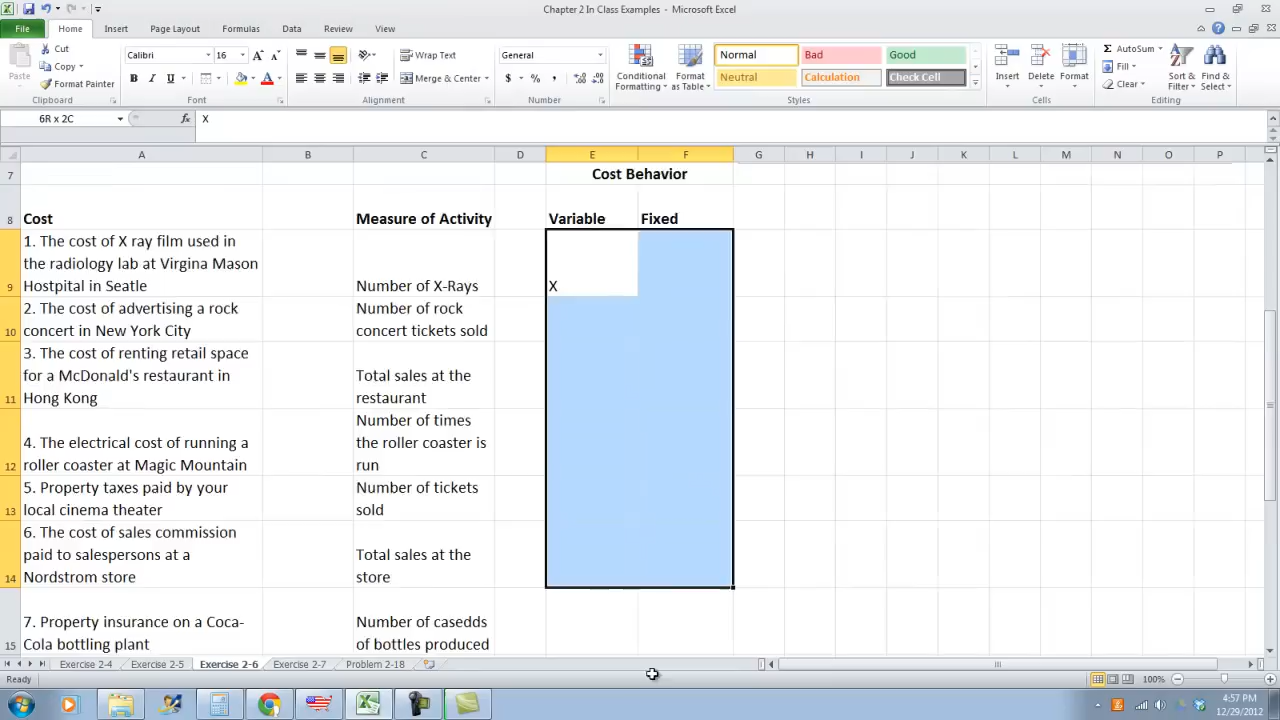 Chapter 2 In Cass Examples - Microsoft Excel
File Home Insert Page Layout Formulas Data Review View
Paste
Cut
Copy
Format Painter
Clipboard
Calibri 16
B I U
Font
Wrap Text
Merge & Center
Alignment
General
$ % ,
Number
Conditional Formatting
Format as Table
Normal Bad Good
Neutral Calculation Check Cell
Styles
Insert Delete Format
Cells
AutoSum
Fill
Clear
Sort & Filter
Find & Select
Editing
6R x 2C fx X
A B C D E F G H I J K L M N O P
7 Cost Behavior
8 Cost Measure of Activity Variable Fixed
1. The cost of X ray film used in
the radiology lab at Virgina Mason
9 Hostpital in Seatle Number of X-Rays X
2. The cost of advertising a rock Number of rock
10 concert in New York City concert tickets sold
3. The cost of renting retail space
for a McDonald's restaurant in Total sales at the
11 Hong Kong restaurant
Number of times
4. The electrical cost of running a the roller coaster is
12 roller coaster at Magic Mountain run
5. Property taxes paid by your Number of tickets
13 local cinema theater sold
6. The cost of sales commission
paid to salespersons at a Total sales at the
14 Nordstrom store store
7. Property insurance on a Coca- Number of casedds
15 Cola bottling plant of bottles produced
Exercise 2-4 Exercise 2-5 Exercise 2-6 Exercise 2-7 Problem 2-18
Ready 100%
4:57 PM
12/29/2012